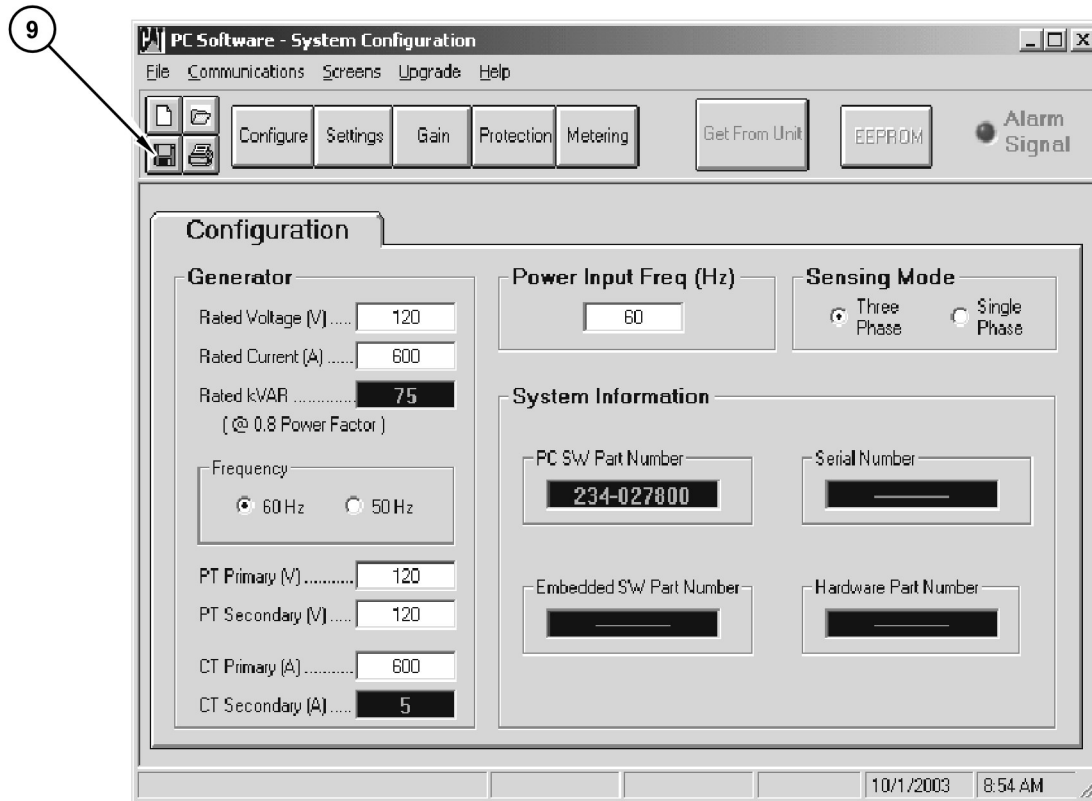 9
CAT PC Software - System Configuration
File Communications Screens Upgrade Help
Configure Settings Gain Protection Metering Get From Unit EEPROM Alarm Signal
Configuration
Generator
Rated Voltage (V)..... 120
Rated Current (A)...... 600
Rated kVAR ............. 75
( @ 0.8 Power Factor )
Frequency
60 Hz 50 Hz
PT Primary (V)........... 120
PT Secondary (V)..... 120
CT Primary (A)........... 600
CT Secondary (A)..... 5
Power Input Freq (Hz)
60
Sensing Mode
Three Phase Single Phase
System Information
PC SW Part Number
234-027800
Serial Number
Embedded SW Part Number
Hardware Part Number
10/1/2003 8:54 AM